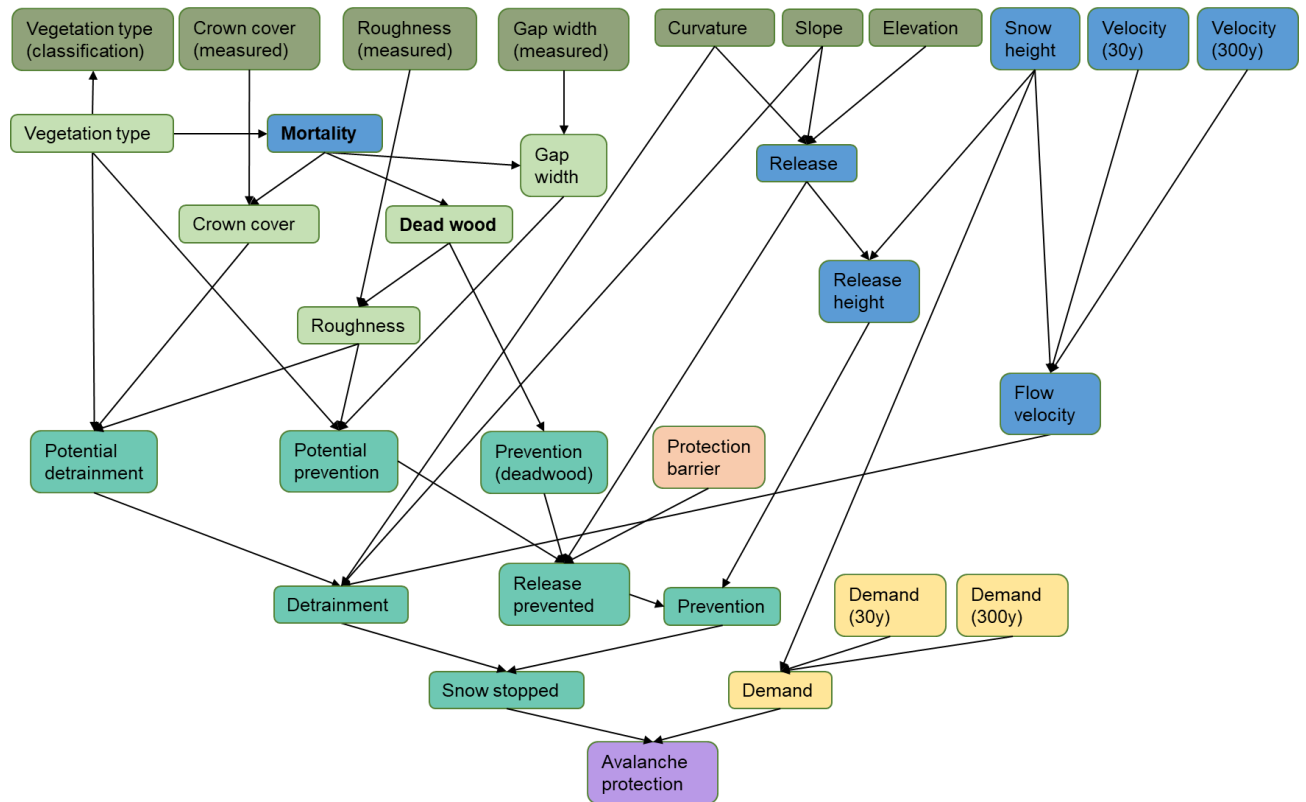 Vegetation type
(classification)
Crown cover
(measured)
Roughness
(measured)
Gap width
(measured)
Curvature
Slope
Elevation
Snow
height
Velocity
(30y)
Velocity
(300y)
Vegetation type
Mortality
Gap
width
Release
Crown cover
Dead wood
Release
height
Roughness
Flow
velocity
Potential
detrainment
Potential
prevention
Prevention
(deadwood)
Protection
barrier
Detrainment
Release
prevented
Prevention
Demand
(30y)
Demand
(300y)
Snow stopped
Demand
Avalanche
protection